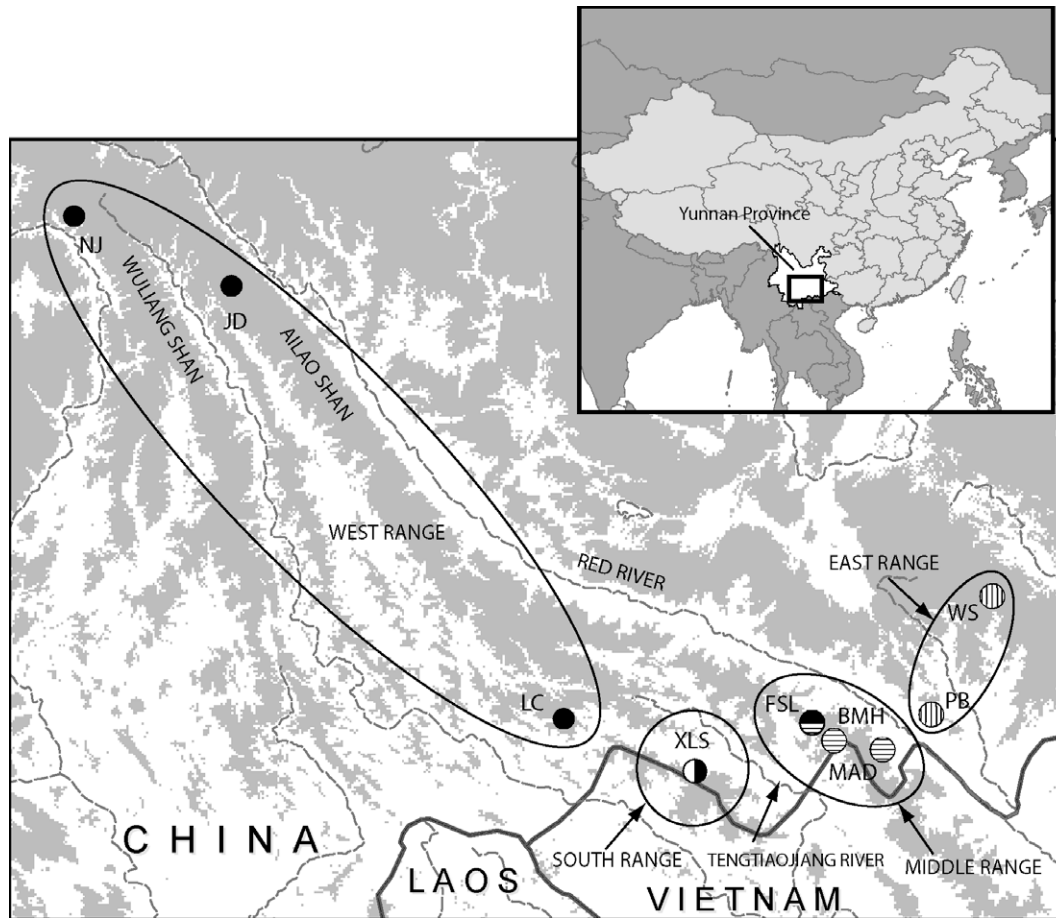 Yunnan Province
NJ
WULIANG SHAN
JD
AILAO SHAN
WEST RANGE
RED RIVER
EAST RANGE
WS
LC
FSL
BMH
PB
XLS
MAD
CHINA
SOUTH RANGE
TENGTIAOJIANG RIVER
MIDDLE RANGE
LAOS
VIETNAM